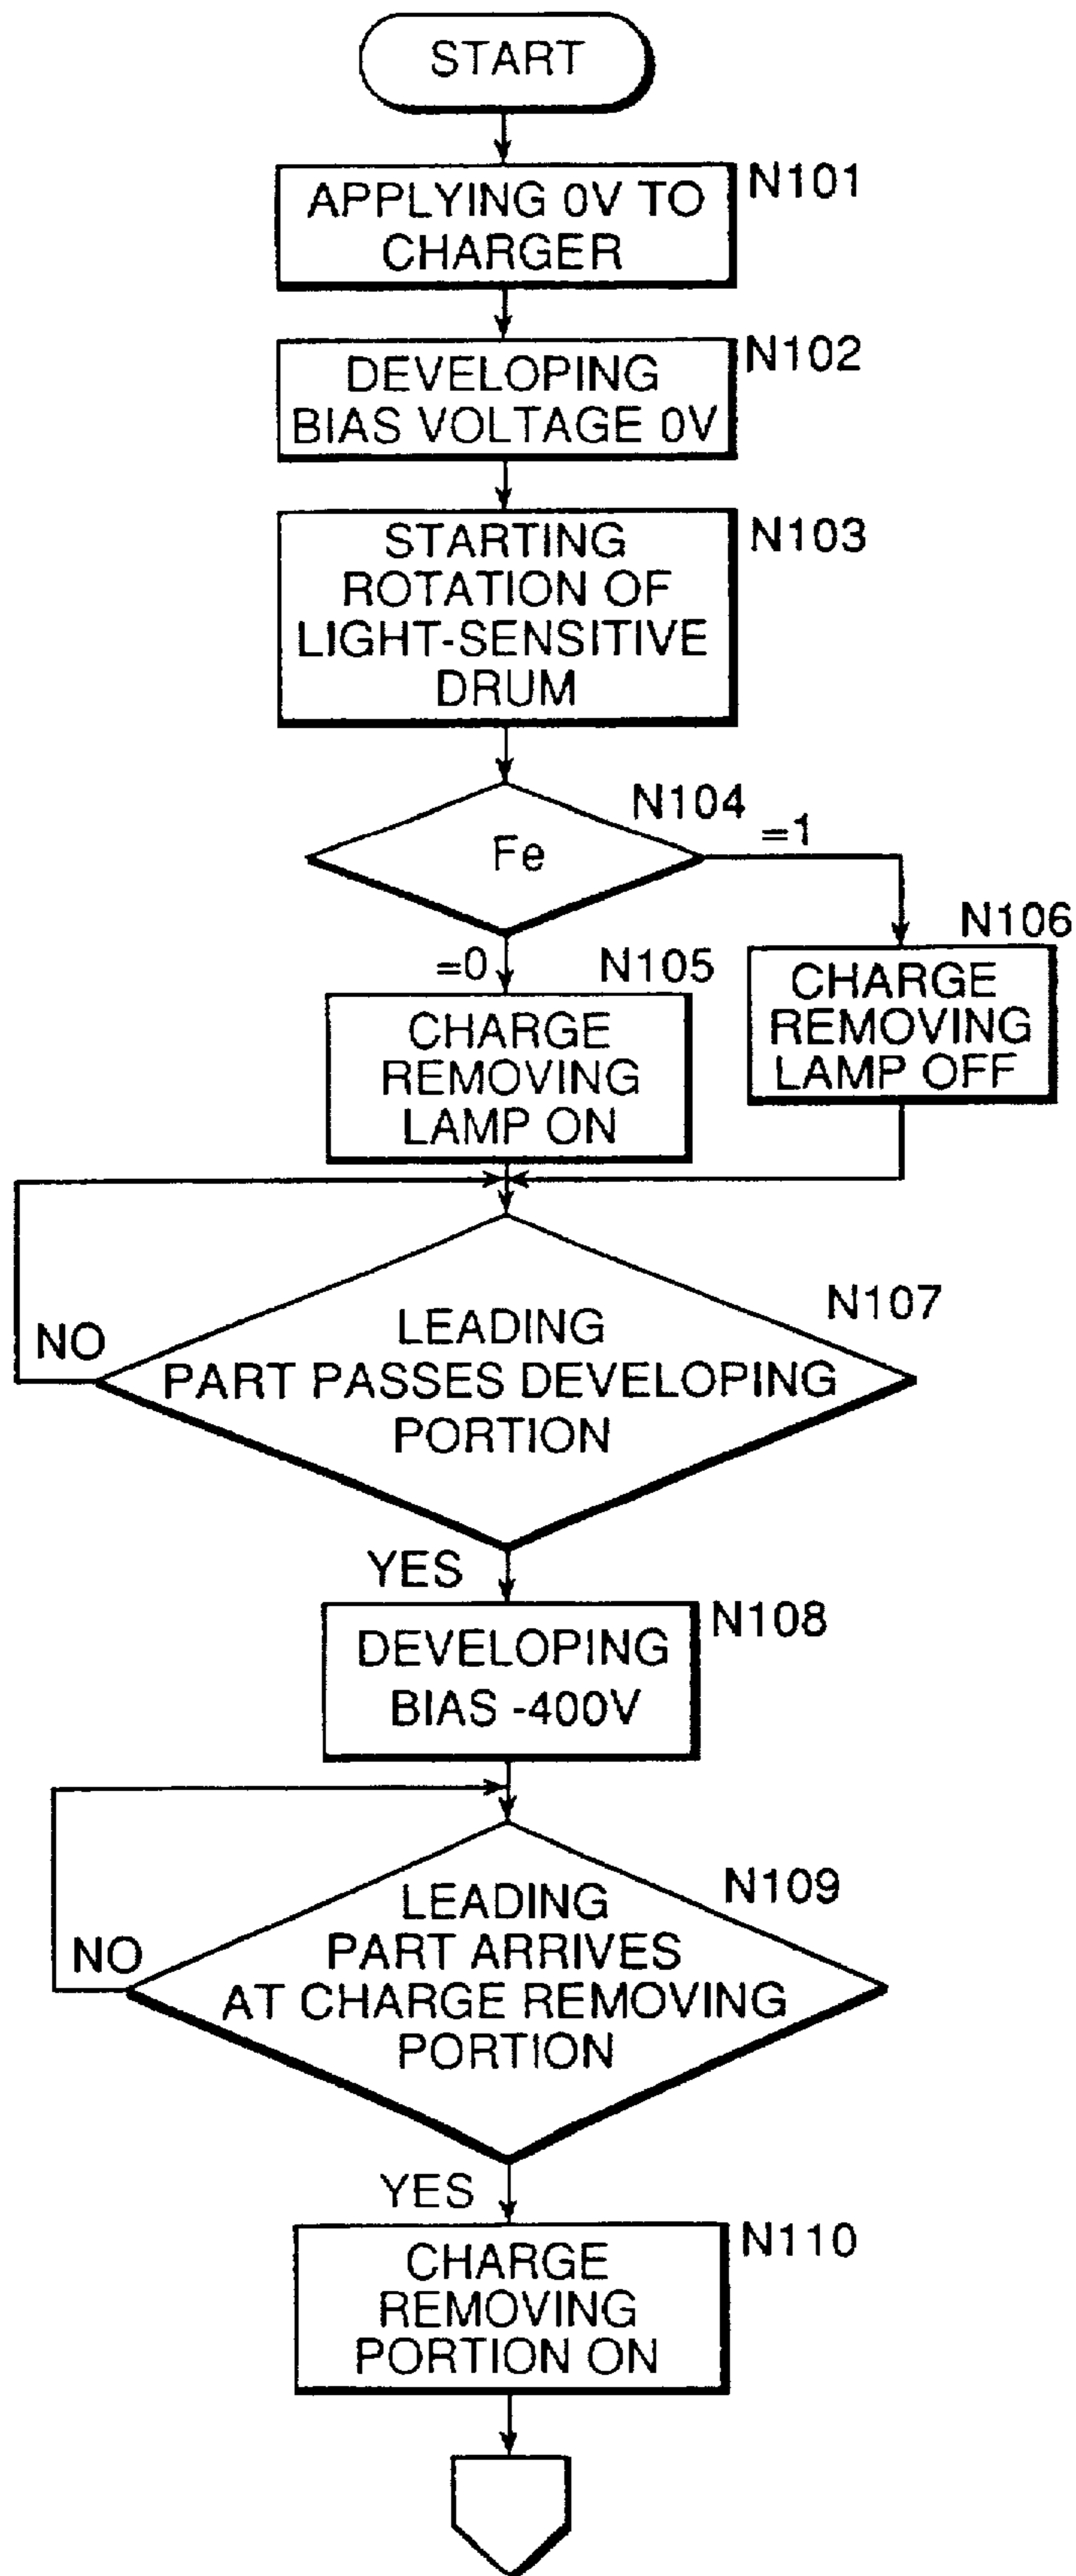 START
N101
APPLYING 0V TO
CHARGER
N102
DEVELOPING
BIAS VOLTAGE 0V
N103
STARTING
ROTATION OF
LIGHT-SENSITIVE
DRUM
N104
Fe
=1
=0
N105
CHARGE
REMOVING
LAMP ON
N106
CHARGE
REMOVING
LAMP OFF
N107
LEADING
PART PASSES DEVELOPING
PORTION
NO
YES
N108
DEVELOPING
BIAS -400V
N109
LEADING
PART ARRIVES
AT CHARGE REMOVING
PORTION
NO
YES
N110
CHARGE
REMOVING
PORTION ON